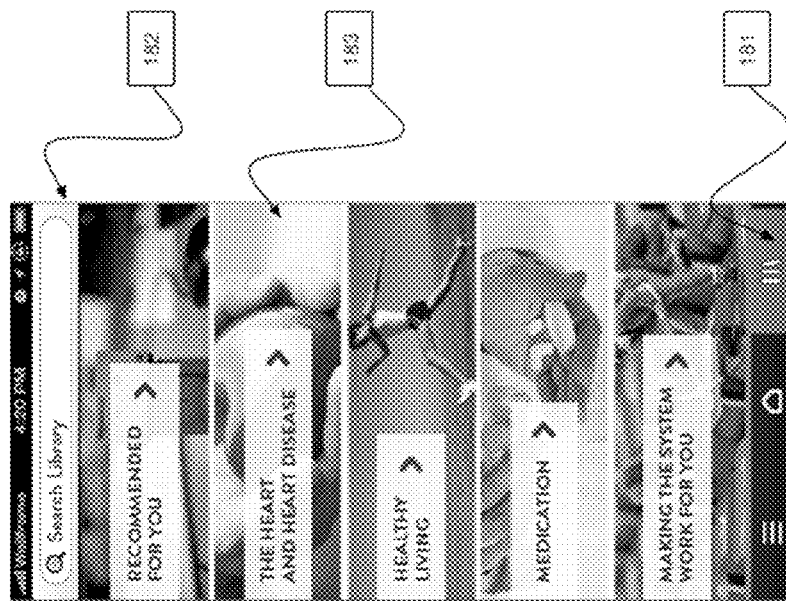 4:20 PM
Search Library
RECOMMENDED
FOR YOU
THE HEART
AND HEART DISEASE
HEALTHY
LIVING
MEDICATION
MAKING THE SYSTEM
WORK FOR YOU
182
181